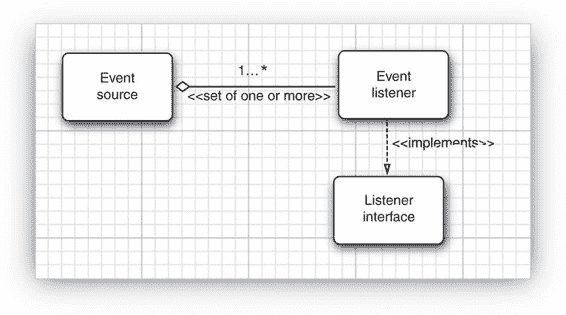 Event
source
1…*
<<set of one or more>>
Event
listener
<<implements>>
Listener
interface